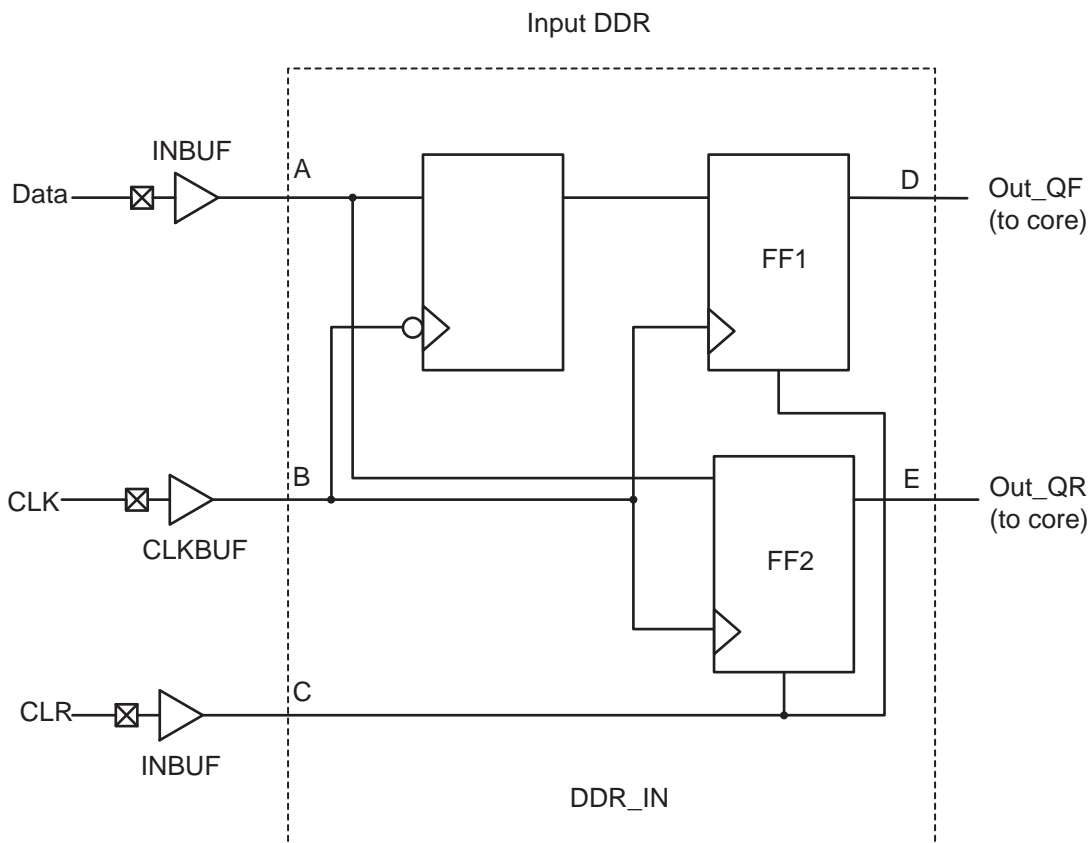 Input DDR
INBUF
Data
A
D
Out_QF
(to core)
FF1
B
CLK
CLKBUF
E
Out_QR
(to core)
FF2
C
CLR
INBUF
DDR_IN